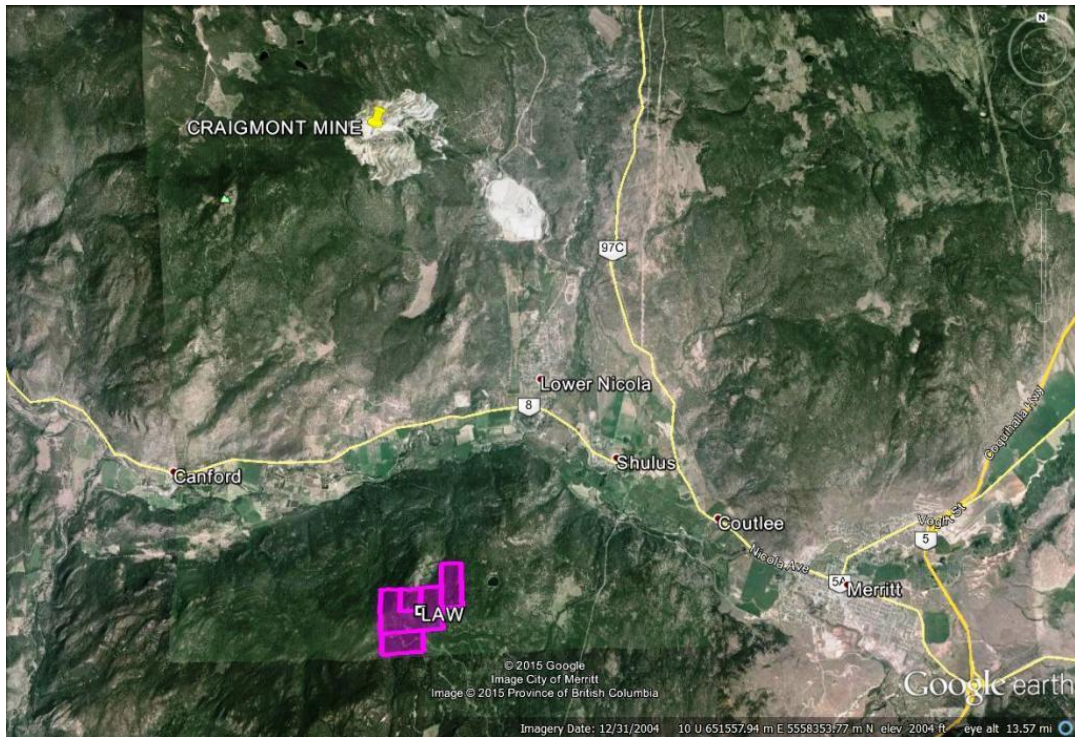 N
CRAIGMONT MINE
97C
Lower Nicola
8
Coquihalla Hwy
Shulus
Canford
Coutlee
Voght St
5
Nicola Ave
5A
Merritt
LAW
© 2015 Google
Image City of Merritt
Image © 2015 Province of British Columbia
Google earth
Imagery Date: 12/31/2004 10 U 651557.94 m E 5558353.77 m N elev 2004 ft eye alt 13.57 mi